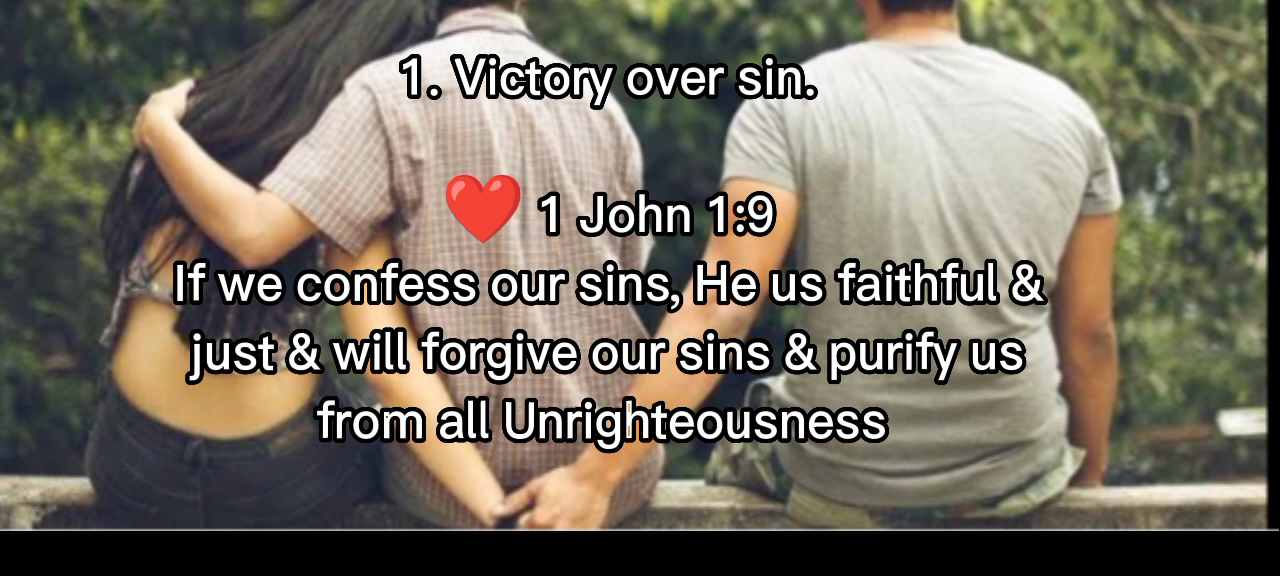 1. Victory over sin.
❤️ 1 John 1:9
If we confess our sins, He us faithful &
just & will forgive our sins & purify us
from all Unrighteousness